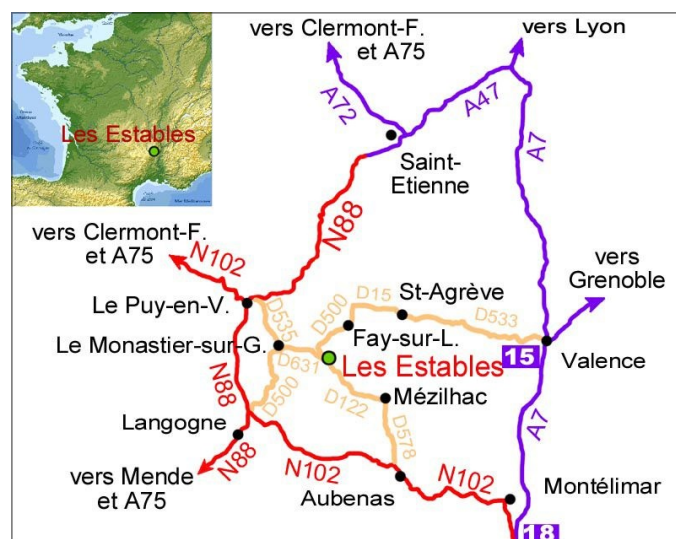 vers Clermont-F.
et A75
vers Lyon
A72
A47
A7
Les Estables
Saint-
Etienne
N88
vers Clermont-F.
et A75
N102
vers
Grenoble
Le Puy-en-V.
D535
D500
D15
St-Agrève
D533
Le Monastier-sur-G.
Fay-sur-L.
D631
Les Estables
15
Valence
N88
D500
D122
Mézilhac
Langogne
D578
A7
N88
vers Mende
et A75
N102
Aubenas
N102
Montélimar
18